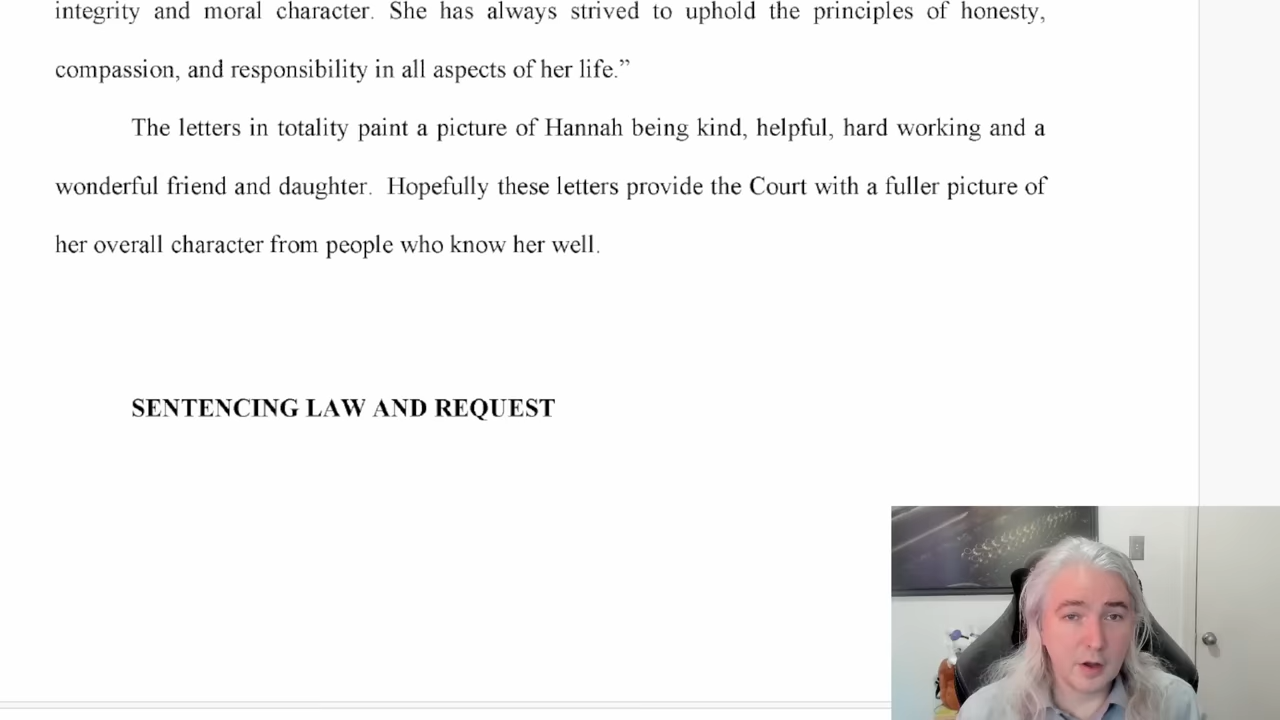 integrity and moral character. She has always strived to uphold the principles of honesty,
compassion, and responsibility in all aspects of her life.”
The letters in totality paint a picture of Hannah being kind, helpful, hard working and a
wonderful friend and daughter. Hopefully these letters provide the Court with a fuller picture of
her overall character from people who know her well.
SENTENCING LAW AND REQUEST